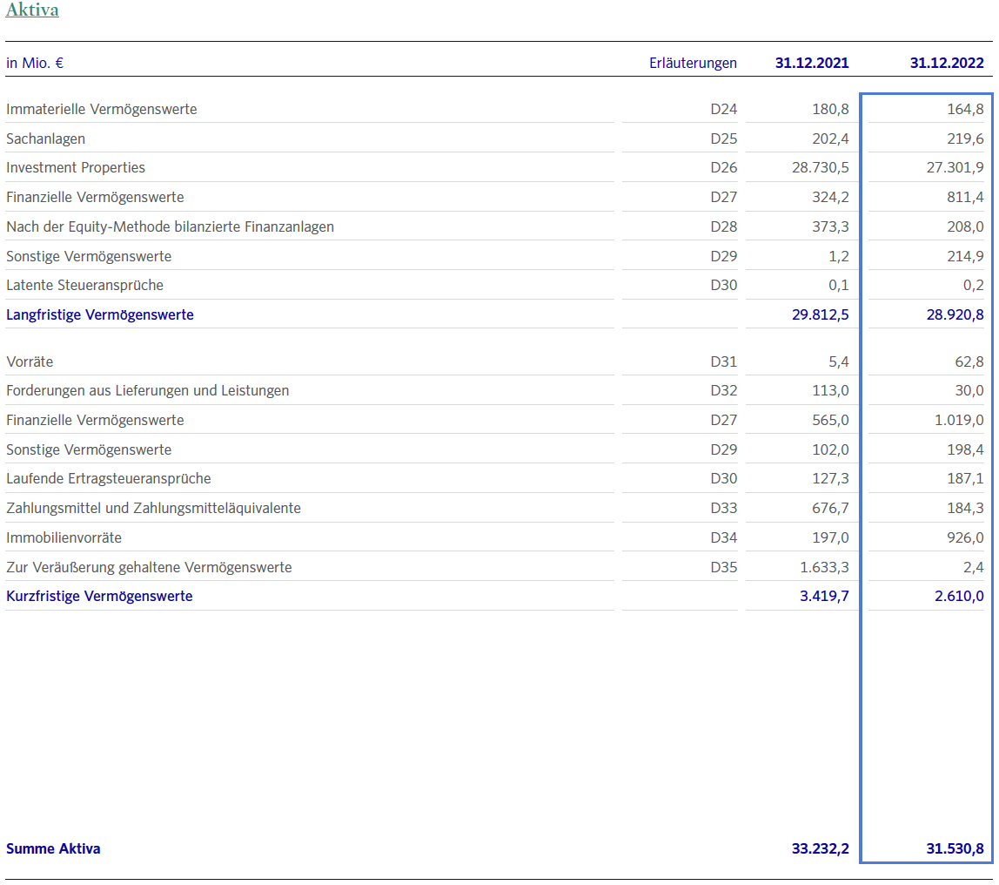 Aktiva
in Mio. € Erläuterungen 31.12.2021 31.12.2022
Immaterielle Vermögenswerte D24 180,8 164,8
Sachanlagen D25 202,4 219,6
Investment Properties D26 28.730,5 27.301,9
Finanzielle Vermögenswerte D27 324,2 811,4
Nach der Equity-Methode bilanzierte Finanzanlagen D28 373,3 208,0
Sonstige Vermögenswerte D29 1,2 214,9
Latente Steueransprüche D30 0,1 0,2
Langfristige Vermögenswerte 29.812,5 28.920,8
Vorräte D31 5,4 62,8
Forderungen aus Lieferungen und Leistungen D32 113,0 30,0
Finanzielle Vermögenswerte D27 565,0 1.019,0
Sonstige Vermögenswerte D29 102,0 198,4
Laufende Ertragsteueransprüche D30 127,3 187,1
Zahlungsmittel und Zahlungsmitteläquivalente D33 676,7 184,3
Immobilienvorräte D34 197,0 926,0
Zur Veräußerung gehaltene Vermögenswerte D35 1.633,3 2,4
Kurzfristige Vermögenswerte 3.419,7 2.610,0
Summe Aktiva 33.232,2 31.530,8